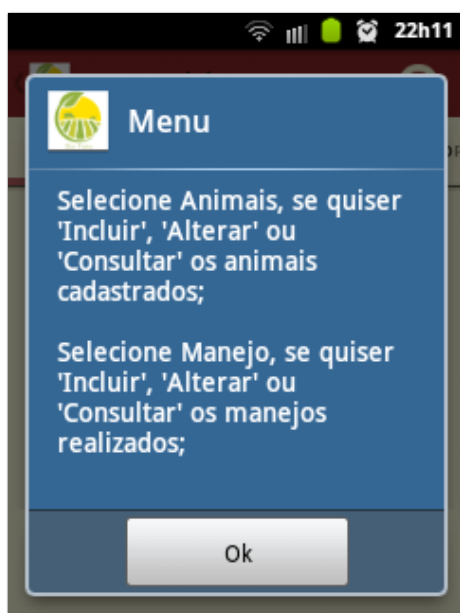 22h11
Menu
Selecione Animais, se quiser
'Incluir', 'Alterar' ou
'Consultar' os animais
cadastrados;
Selecione Manejo, se quiser
'Incluir', 'Alterar' ou
'Consultar' os manejos
realizados;
Ok